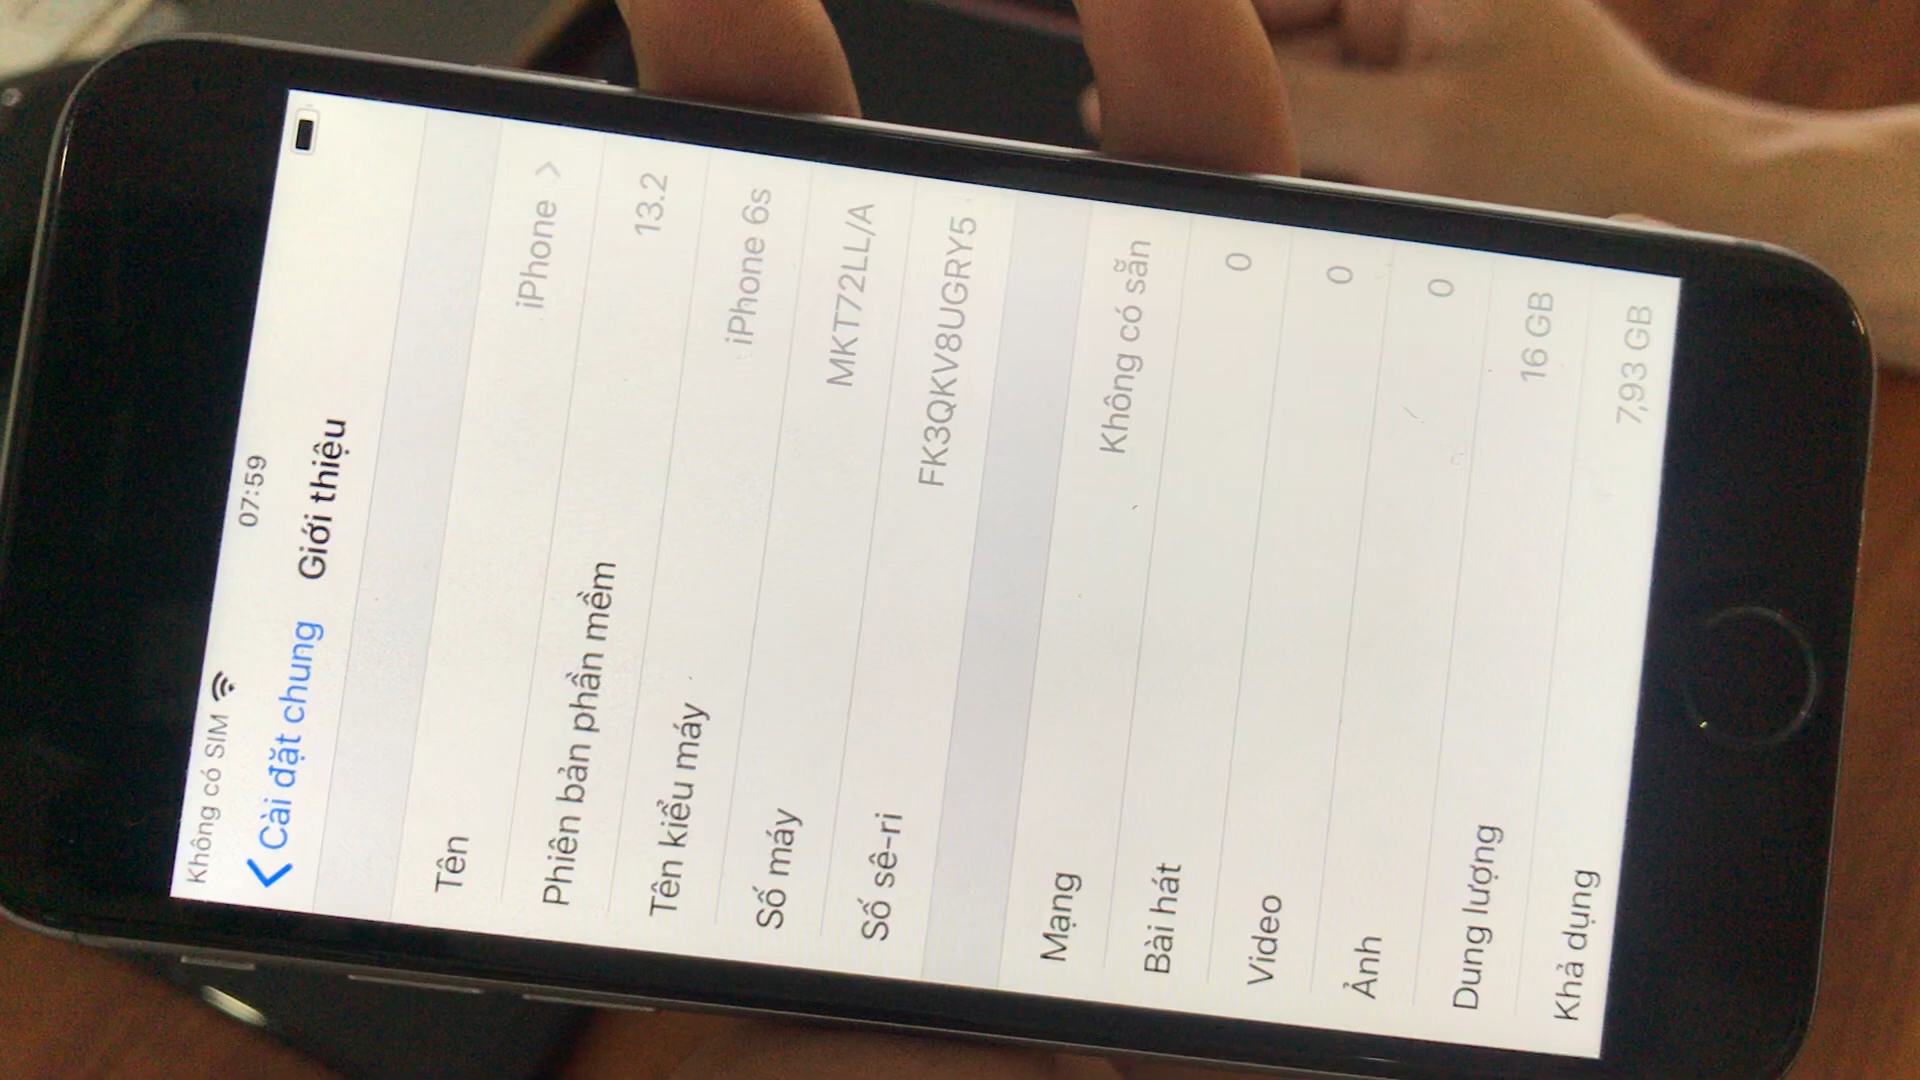 Không có SIM 07:59
Cài đặt chung Giới thiệu
Tên iPhone
Phiên bản phần mềm 13.2
Tên kiểu máy iPhone 6s
Số máy MKT72LL/A
Số sê-ri FK3QKV8UGRY5
Mạng Không có sẵn
Bài hát 0
Video 0
Ảnh 0
Dung lượng 16 GB
Khả dụng 7,93 GB